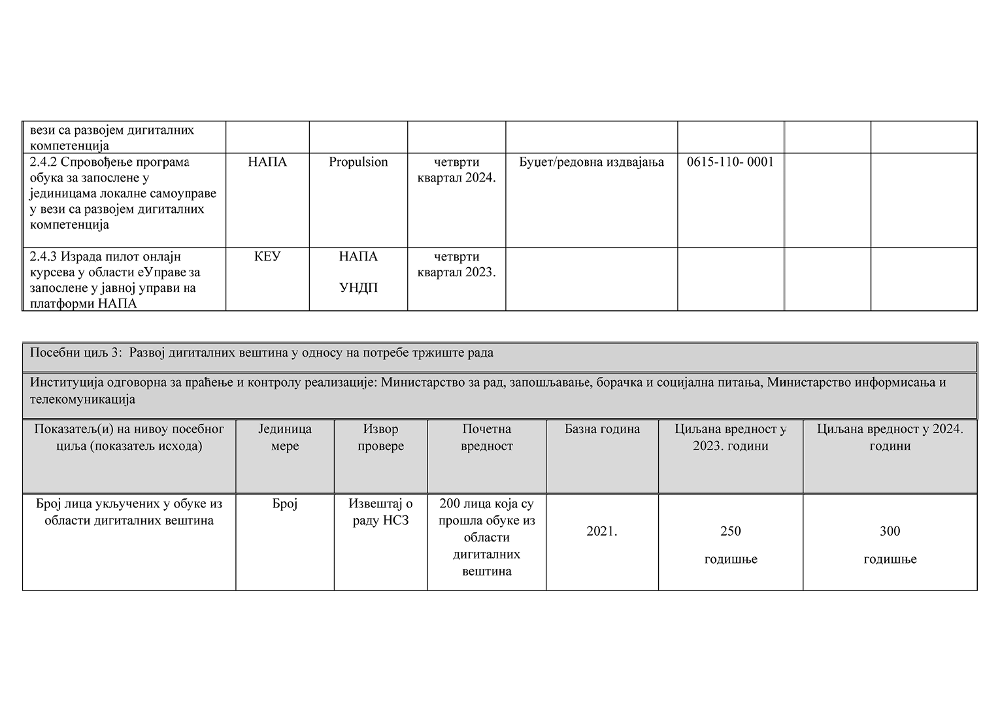 вези са развојем дигиталних
компетенција
2.4.2 Спровођење програма
обука за запослене у
јединицама локалне самоуправе
у вези са развојем дигиталних
компетенција
НАПА
Propulsion
четврти
квартал 2024.
Буџет/редовна издвајања
0615-110- 0001
2.4.3 Израда пилот онлајн
курсева у области еУправе за
запослене у јавној управи на
платформи НАПА
КЕУ
НАПА
УНДП
четврти
квартал 2023.
Посебни циљ 3:  Развој дигиталних вештина у односу на потребе тржиште рада
Институција одговорна за праћење и контролу реализације: Министарство за рад, запошљавање, борачка и социјална питања, Министарство информисања и
телекомуникација
Показатељ(и) на нивоу посебног
циља (показатељ исхода)
Јединица
мере
Извор
провере
Почетна
вредност
Базна година
Циљана вредност у
2023. години
Циљана вредност у 2024.
години
Број лица укључених у обуке из
области дигиталних вештина
Број
Извештај о
раду НСЗ
200 лица која су
прошла обуке из
области
дигиталних
вештина
2021.
250
годишње
300
годишње